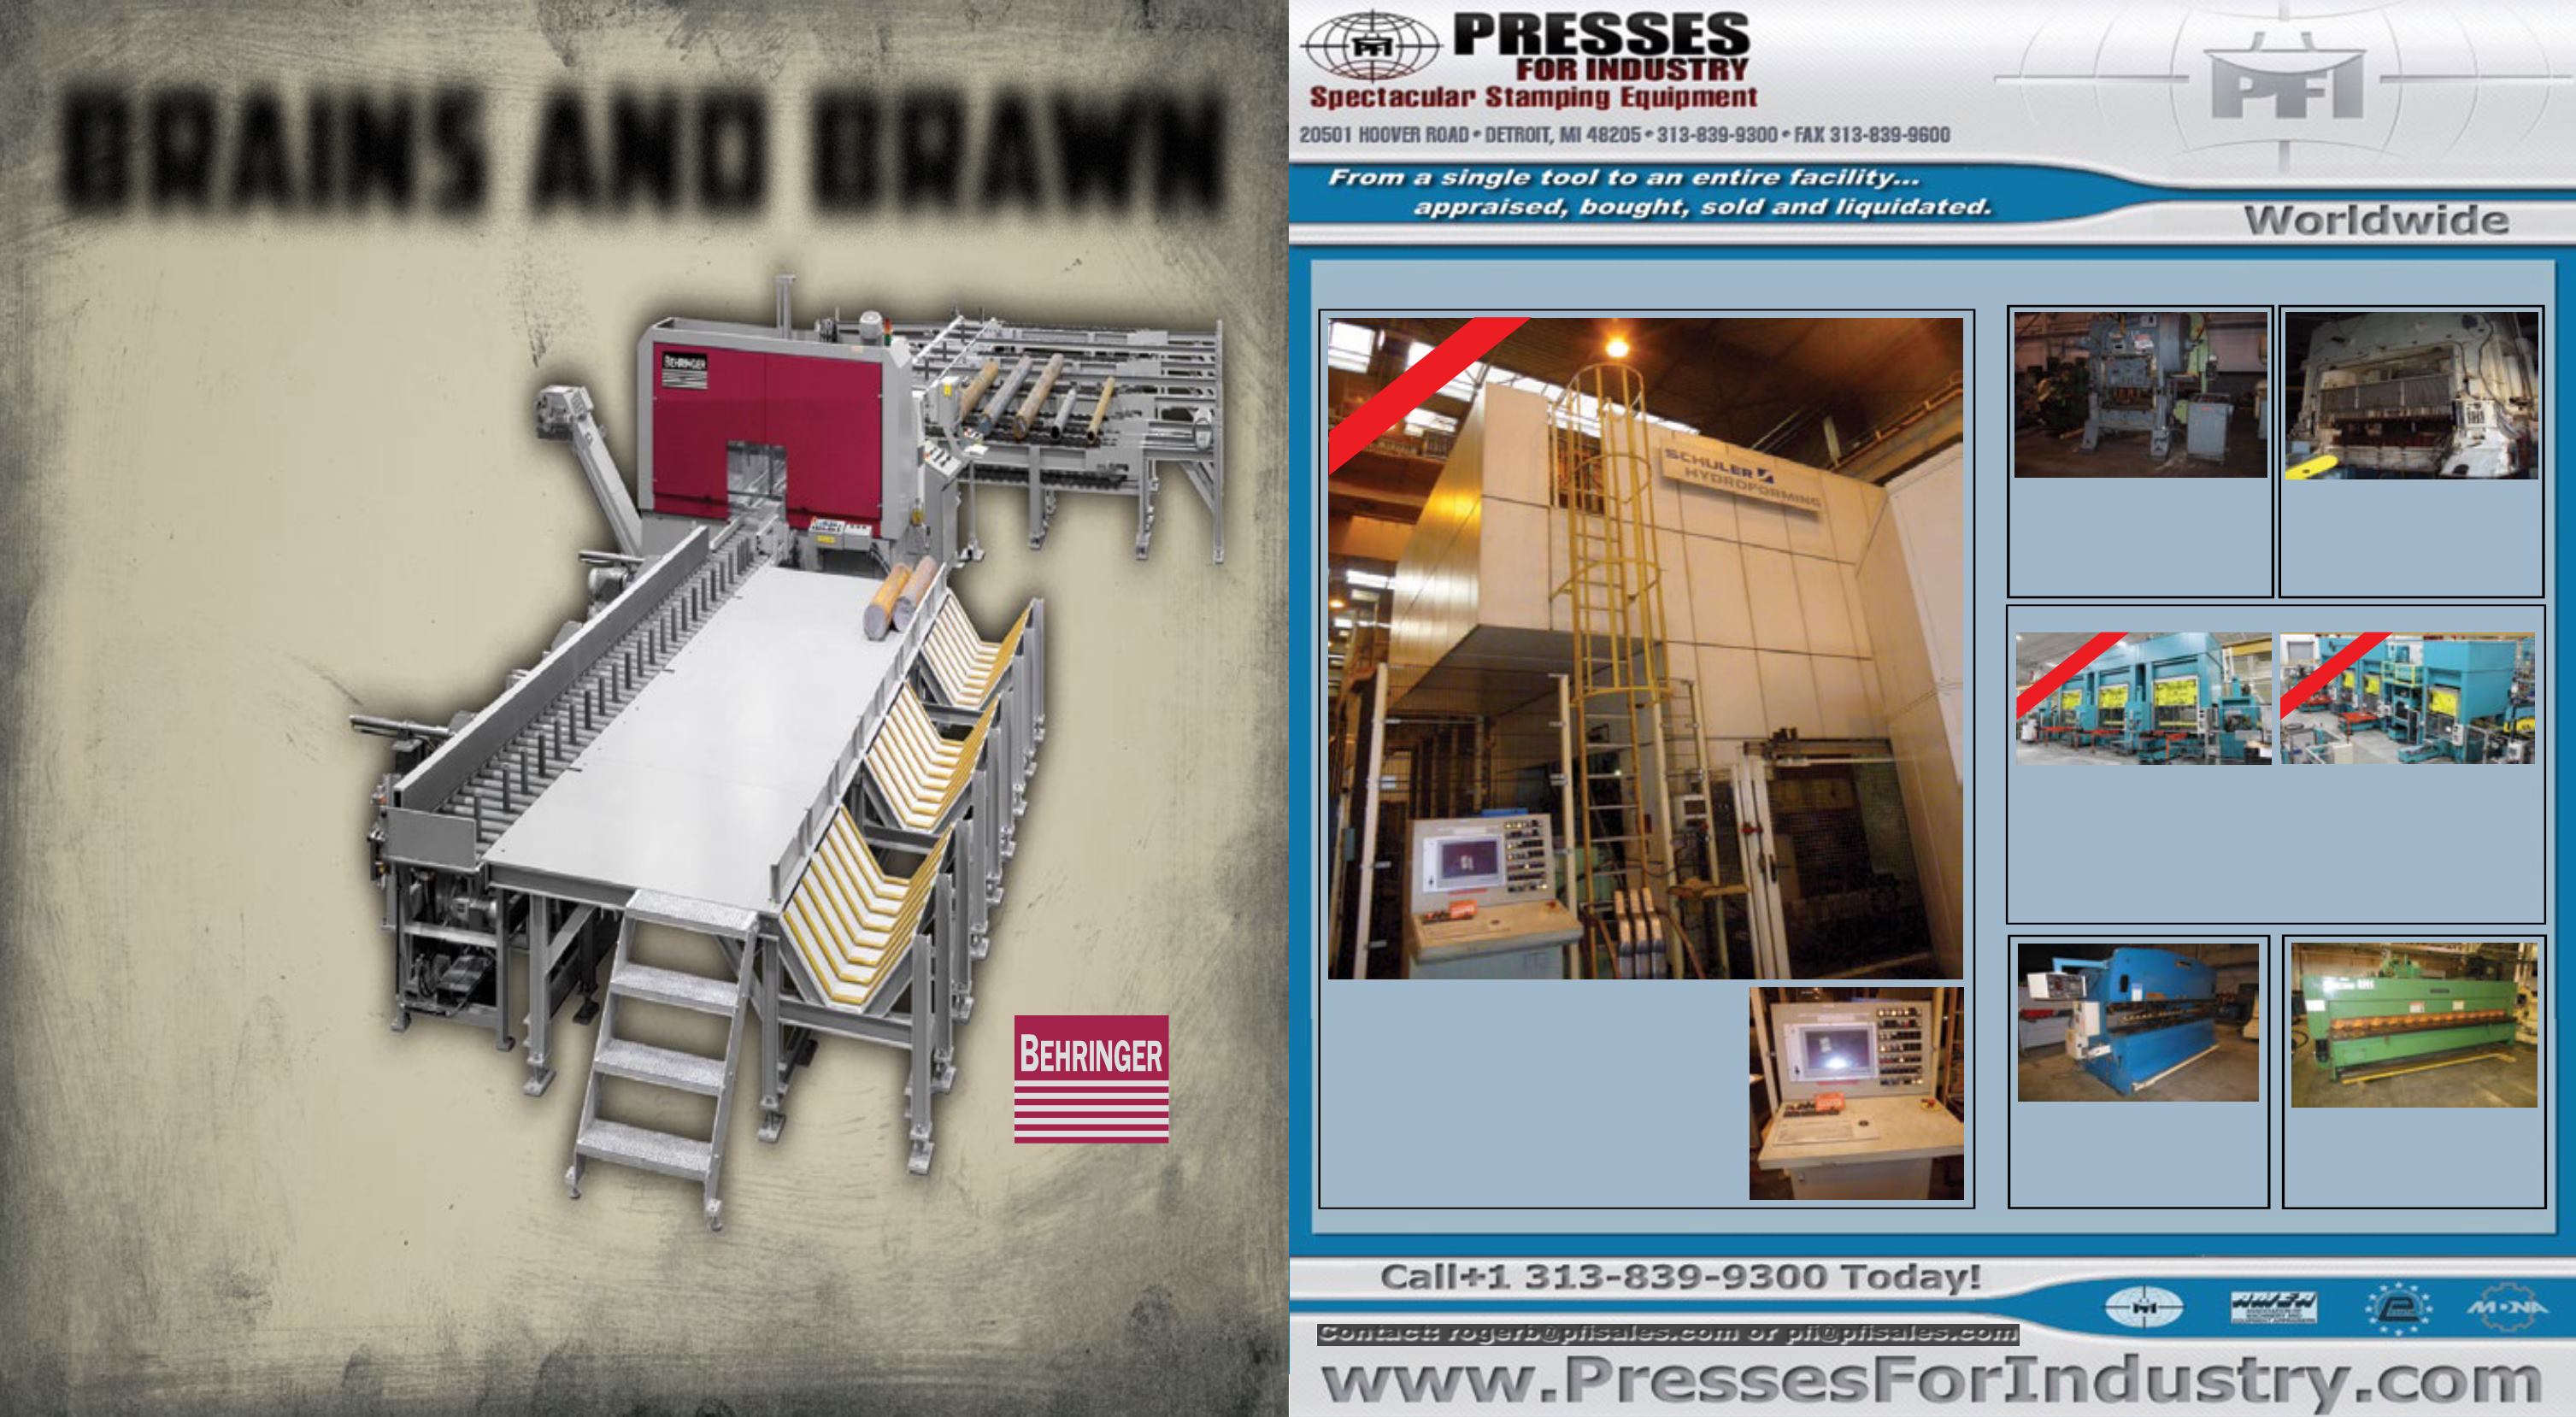 BRAINS AND BRAWN
BEHRINGER
BEHRINGER
PFI
PRESSES
FOR INDUSTRY
Spectacular Stamping Equipment
20501 HOOVER ROAD • DETROIT, MI 48205 • 313-839-9300 • FAX 313-839-9600
PFI
From a single tool to an entire facility...
appraised, bought, sold and liquidated.
Worldwide
SCHULER
HYDROFORMING
Call+1 313-839-9300 Today!
PFI
MDNA
Contact: rogerb@pfisales.com or pfi@pfisales.com
www.PressesForIndustry.com